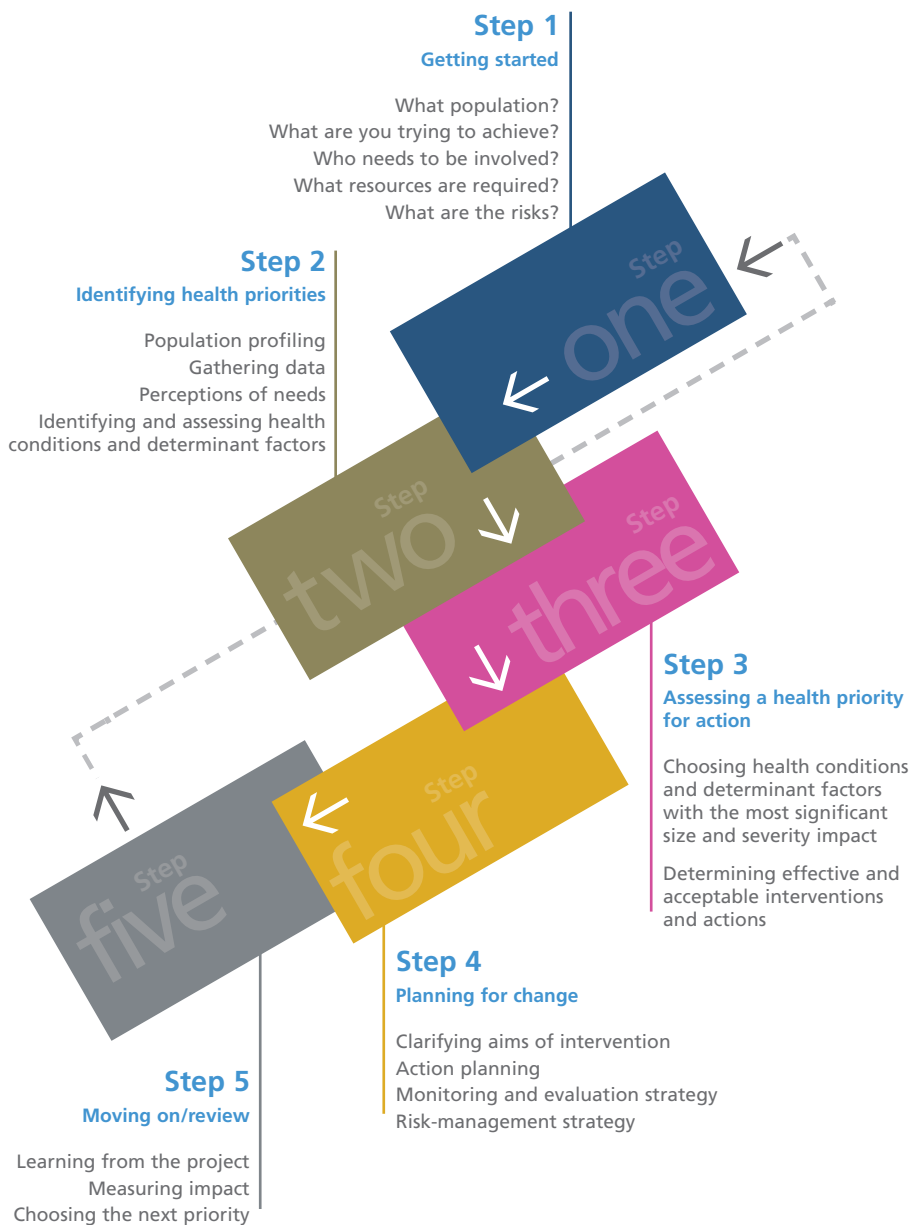 Step 1
Getting started
What population?
What are you trying to achieve?
Who needs to be involved?
What resources are required?
What are the risks?
Step one
Step 2
Identifying health priorities
Population profiling
Gathering data
Perceptions of needs
Identifying and assessing health
conditions and determinant factors
Step two
Step three
Step 3
Assessing a health priority
for action
Choosing health conditions
and determinant factors
with the most significant
size and severity impact
Determining effective and
acceptable interventions
and actions
Step four
Step 4
Planning for change
Clarifying aims of intervention
Action planning
Monitoring and evaluation strategy
Risk-management strategy
Step five
Step 5
Moving on/review
Learning from the project
Measuring impact
Choosing the next priority